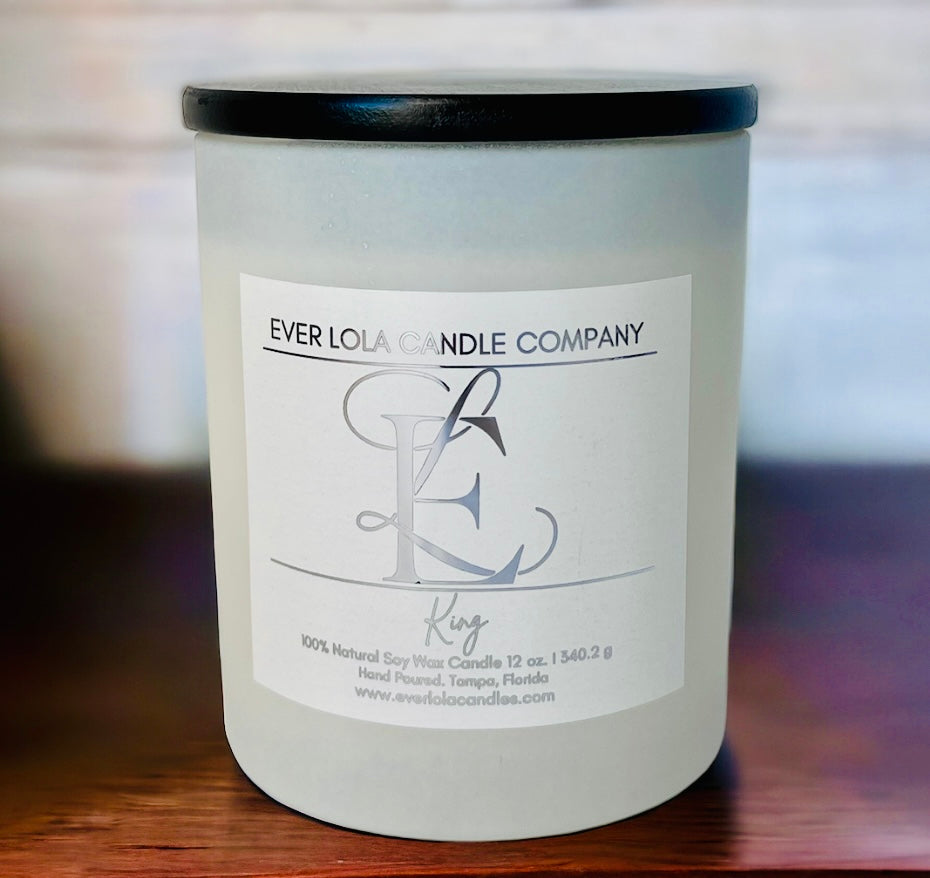 EVER LOLA CANDLE COMPANY
LE
King
100% Natural Soy Wax Candle 12 oz. | 340.2 g
Hand Poured. Tampa, Florida
www.everlolacandles.com